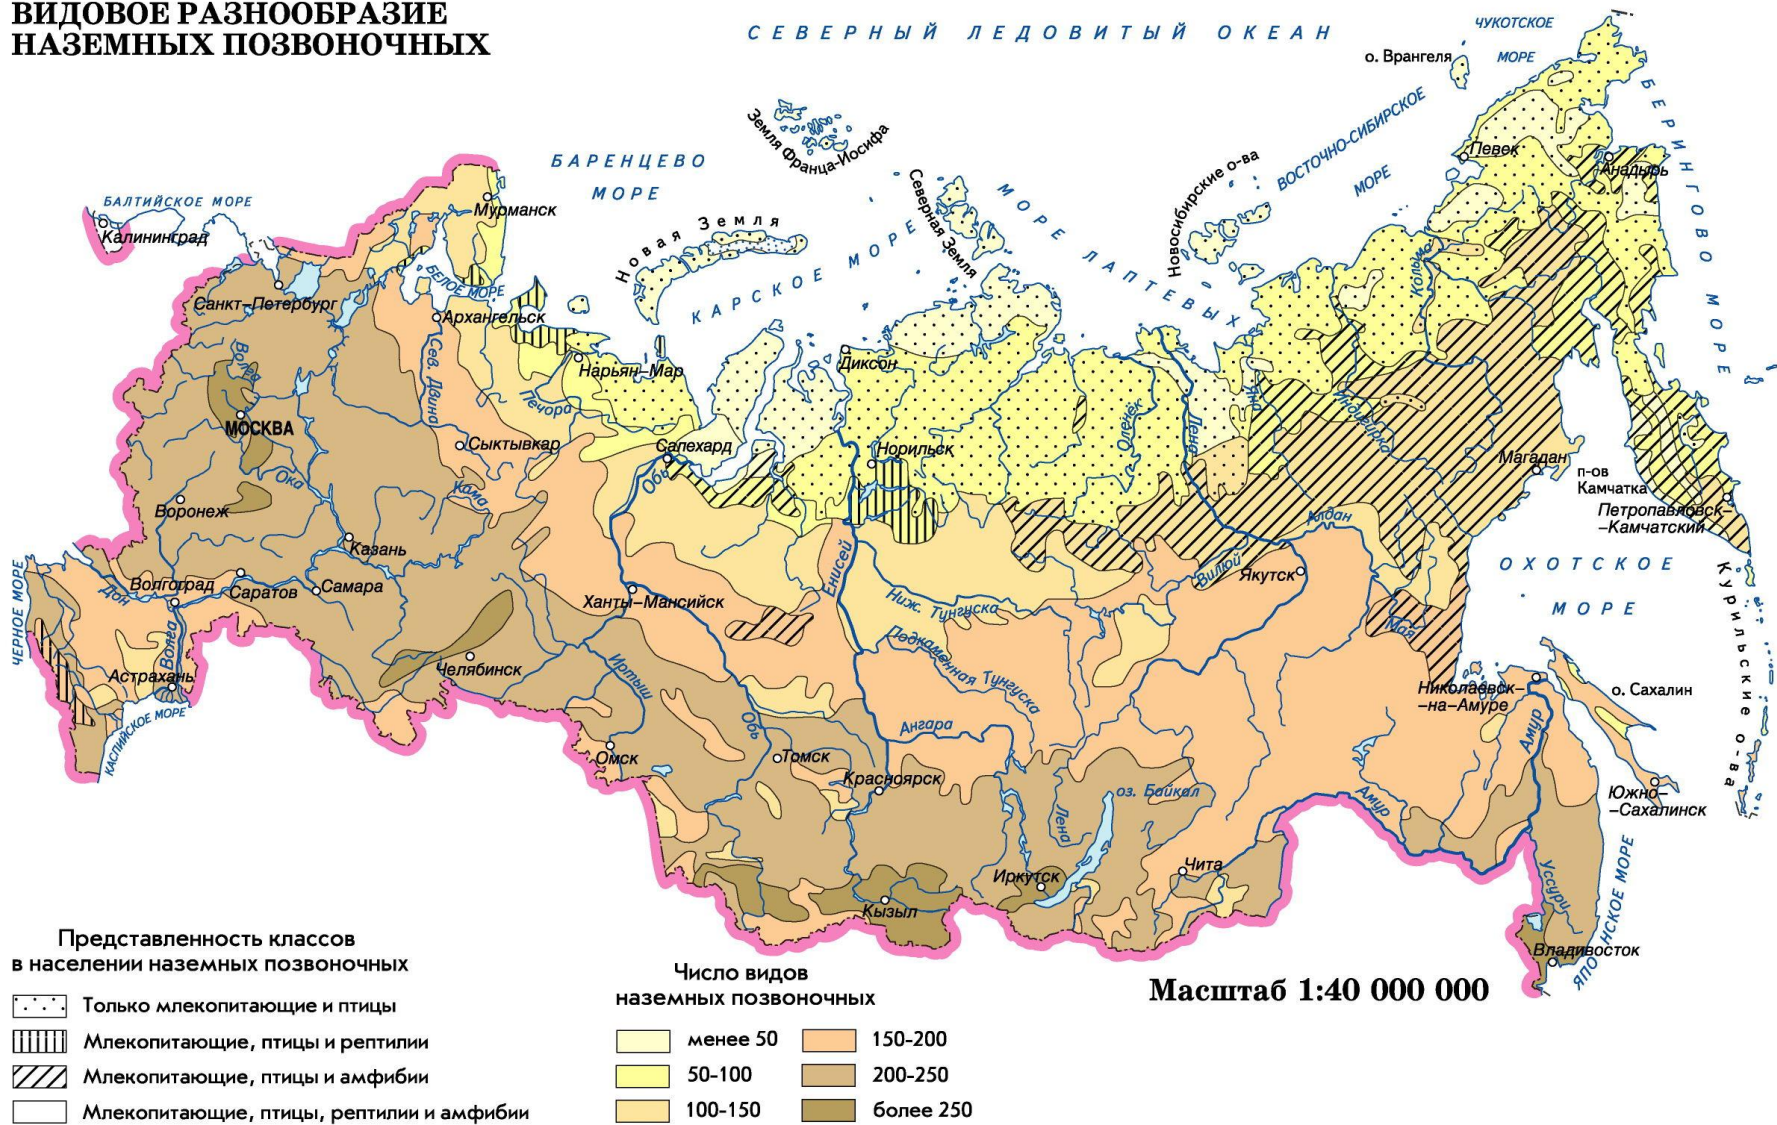 ВИДОВОЕ РАЗНООБРАЗИЕ
НАЗЕМНЫХ ПОЗВОНОЧНЫХ
СЕВЕРНЫЙ ЛЕДОВИТЫЙ ОКЕАН
ЧУКОТСКОЕ
МОРЕ
о. Врангеля
БЕРИНГОВО МОРЕ
ВОСТОЧНО-СИБИРСКОЕ
МОРЕ
Земля Франца-Иосифа
БАРЕНЦЕВО
МОРЕ
Новосибирские о-ва
Певек
Анадырь
Северная Земля
МОРЕ ЛАПТЕВЫХ
БАЛТИЙСКОЕ МОРЕ
Мурманск
Калининград
Новая Земля
КАРСКОЕ МОРЕ
Колыма
БЕЛОЕ МОРЕ
Санкт-Петербург
Архангельск
Волга
Сев. Двина
Нарьян-Мар
Диксон
Печора
Оленёк
Лена
Яна
Индигирка
МОСКВА
Сыктывкар
Салехард
Норильск
Магадан
п-ов
Камчатка
Обь
Ока
Кама
Воронеж
Петропавловск-
-Камчатский
Алдан
Казань
ОХОТСКОЕ
МОРЕ
ЧЕРНОЕ МОРЕ
Дон
Волгоград
Саратов
Самара
Ханты-Мансийск
Енисей
Ниж. Тунгуска
Вилюй
Якутск
Курильские о-ва
Подкаменная Тунгуска
Мая
Волга
Астрахань
Челябинск
Иртыш
КАСПИЙСКОЕ МОРЕ
Обь
Ангара
Николаевск-
-на-Амуре
Амур
о. Сахалин
Омск
Томск
Красноярск
оз. Байкал
Лена
Амур
Южно-
-Сахалинск
Иркутск
Чита
Кызыл
Уссури
ЯПОНСКОЕ МОРЕ
Владивосток
Представленность классов
в населении наземных позвоночных
Только млекопитающие и птицы
Млекопитающие, птицы и рептилии
Млекопитающие, птицы и амфибии
Млекопитающие, птицы, рептилии и амфибии
Число видов
наземных позвоночных
менее 50
50-100
100-150
150-200
200-250
более 250
Масштаб 1:40 000 000